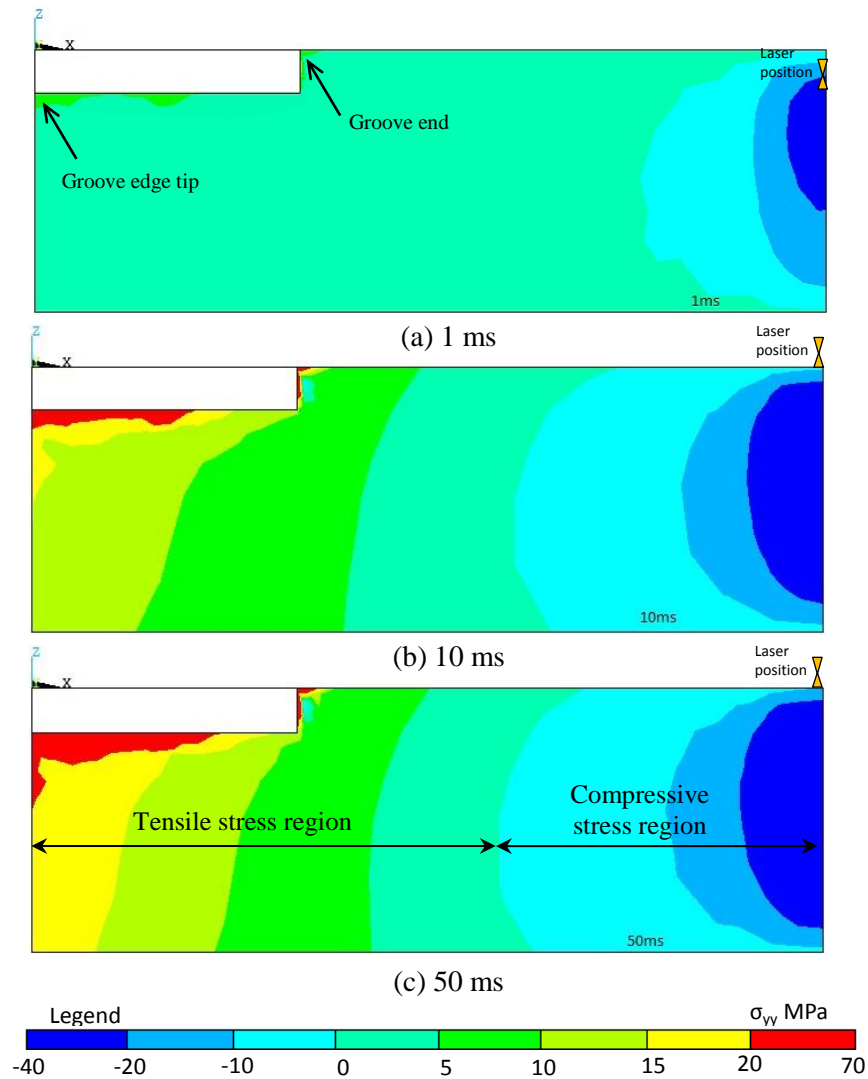 Z
X
Laser
position
Groove end
Groove edge tip
1ms
(a) 1 ms
Z
X
Laser
position
10ms
(b) 10 ms
Z
X
Laser
position
Tensile stress region
Compressive
stress region
50ms
(c) 50 ms
Legend
σyy MPa
-40 -20 -10 0 5 10 15 20 70